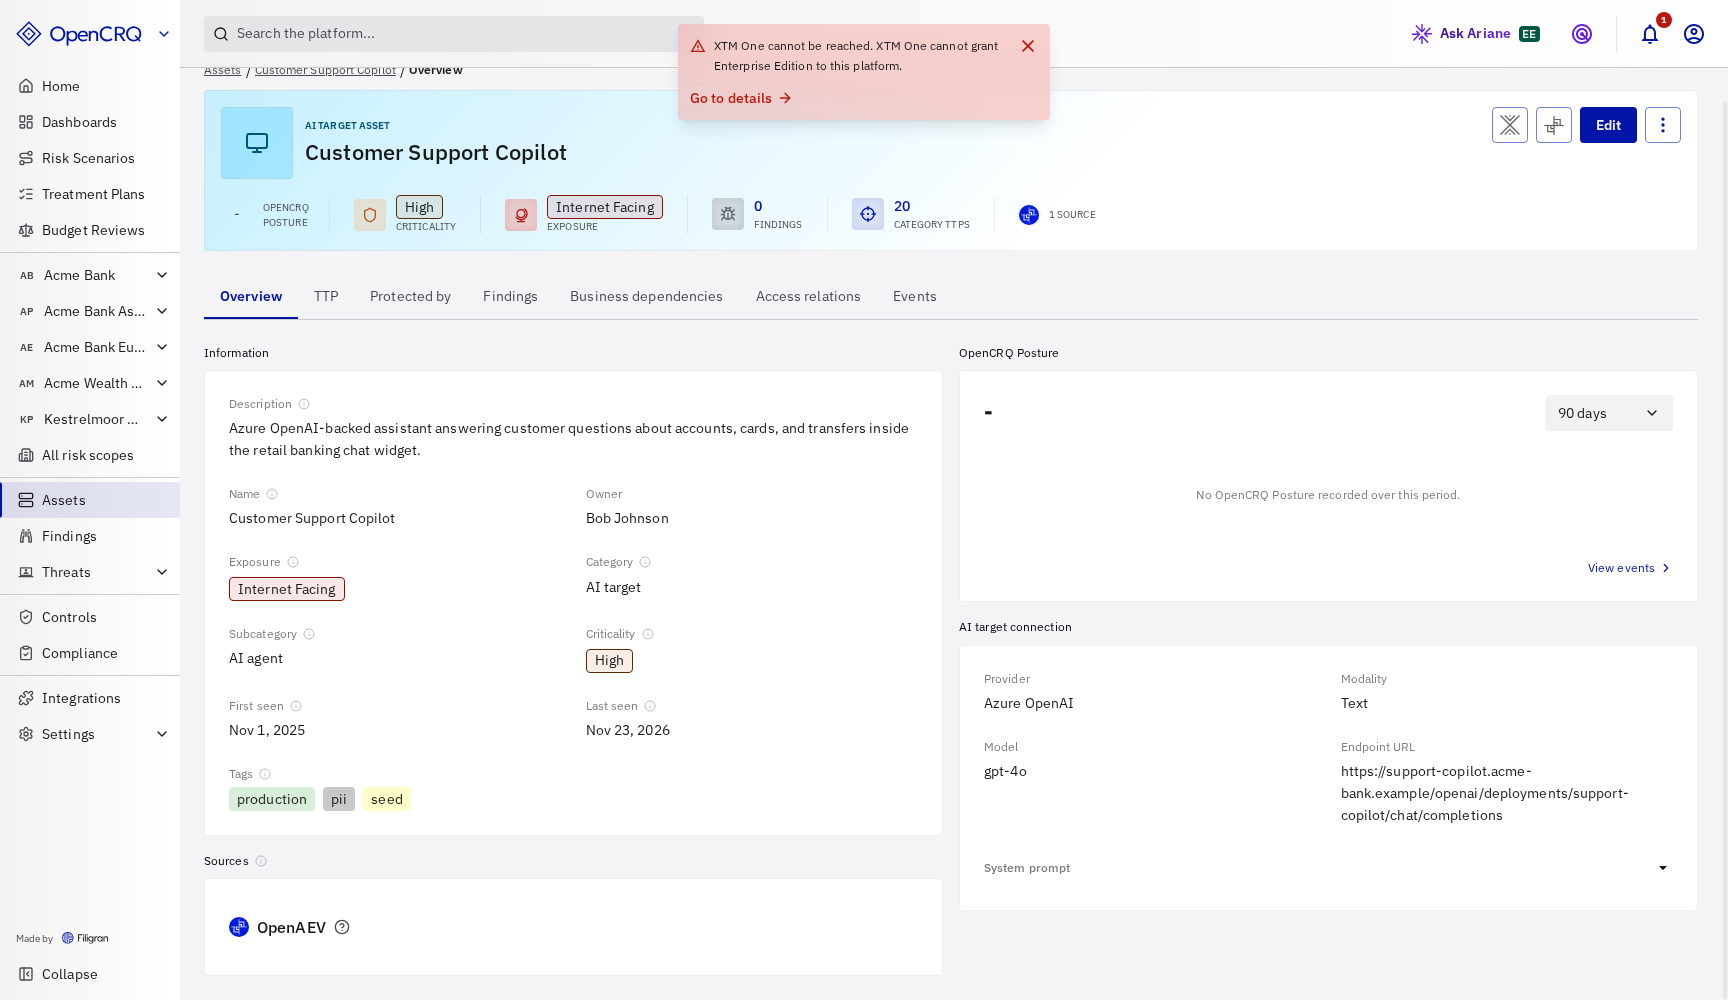 OpenCRQ
Search the platform...
Ask Ariane EE
1
XTM One cannot be reached. XTM One cannot grant
Enterprise Edition to this platform.
Go to details
Home
Dashboards
Risk Scenarios
Treatment Plans
Budget Reviews
AB Acme Bank
AP Acme Bank As...
AE Acme Bank Eu...
AM Acme Wealth ...
KP Kestrelmoor ...
All risk scopes
Assets
Findings
Threats
Controls
Compliance
Integrations
Settings
Made by Filigran
Collapse
Assets / Customer Support Copilot / Overview
AI TARGET ASSET
Customer Support Copilot
Edit
- OPENCRQ POSTURE
High
CRITICALITY
Internet Facing
EXPOSURE
0
FINDINGS
20
CATEGORY TTPS
1 SOURCE
Overview TTP Protected by Findings Business dependencies Access relations Events
Information
Description
Azure OpenAI-backed assistant answering customer questions about accounts, cards, and transfers inside
the retail banking chat widget.
Name Owner
Customer Support Copilot Bob Johnson
Exposure Category
Internet Facing AI target
Subcategory Criticality
AI agent High
First seen Last seen
Nov 1, 2025 Nov 23, 2026
Tags
production pii seed
Sources
OpenAEV
OpenCRQ Posture
- 90 days
No OpenCRQ Posture recorded over this period.
View events
AI target connection
Provider Modality
Azure OpenAI Text
Model Endpoint URL
gpt-4o https://support-copilot.acme-
bank.example/openai/deployments/support-
copilot/chat/completions
System prompt